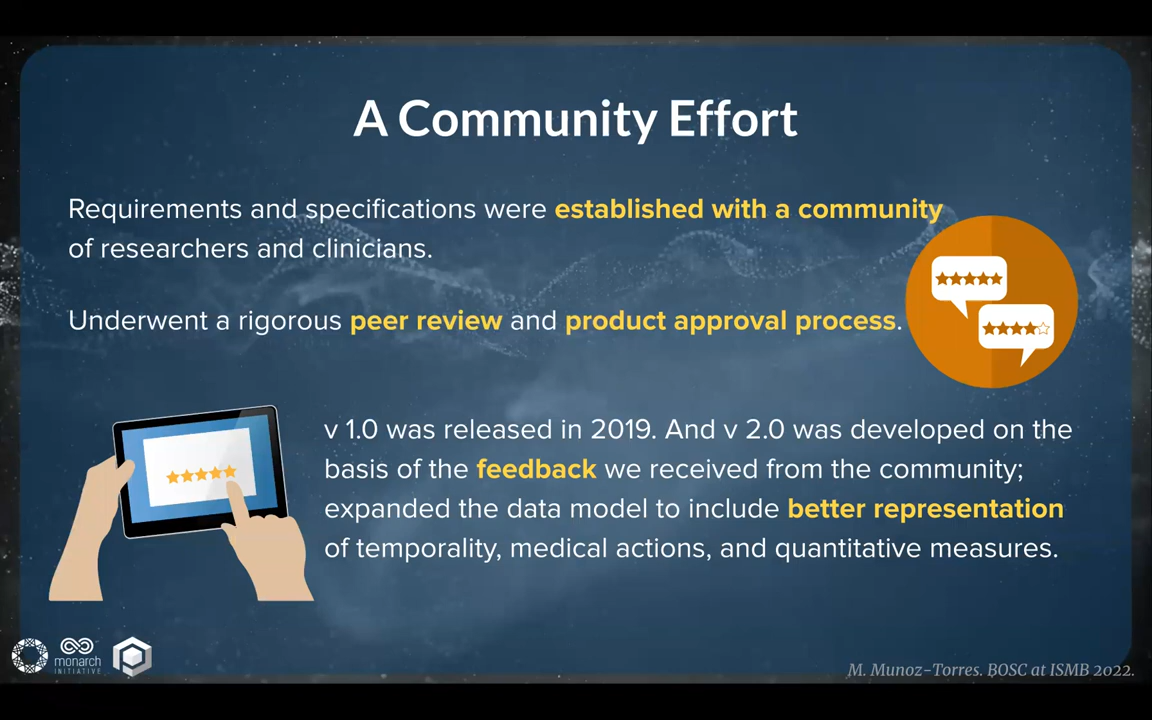 A Community Effort
Requirements and specifications were established with a community
of researchers and clinicians.
Underwent a rigorous peer review and product approval process.
v 1.0 was released in 2019. And v 2.0 was developed on the
basis of the feedback we received from the community;
expanded the data model to include better representation
of temporality, medical actions, and quantitative measures.
monarch
INITIATIVE
M. Munoz-Torres. BOSC at ISMB 2022.